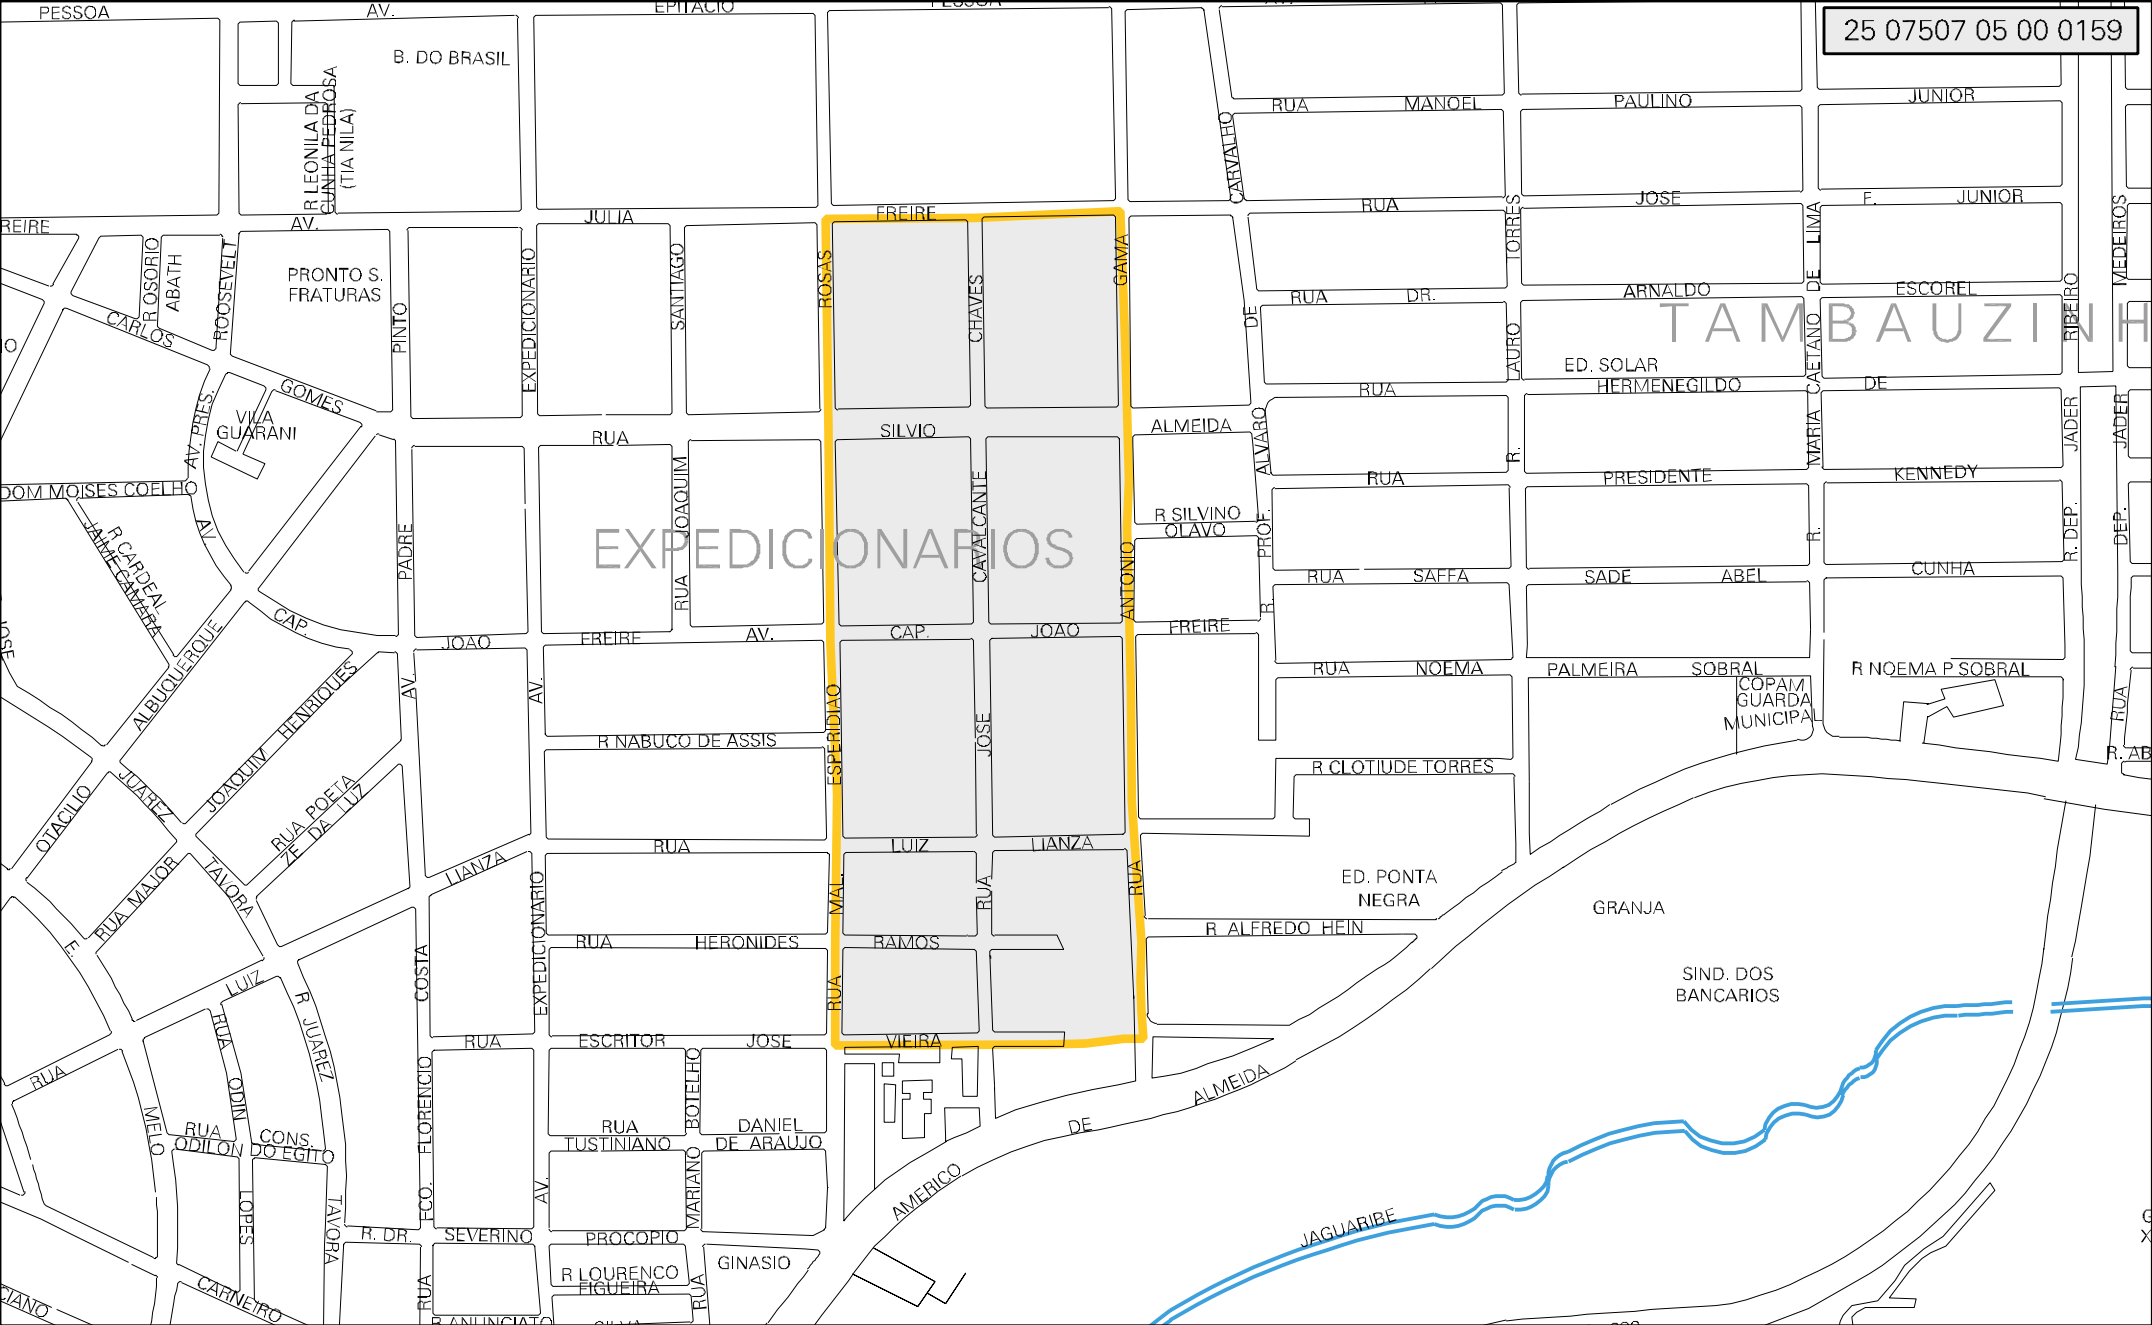 PESSOA
AV.
EPITACIO
PESSOA
25 07507 05 00 0159
B. DO BRASIL
R LEONILA DA
CUNHA PEDROSA
(TIA NILA)
RUA
MANOEL
PAULINO
JUNIOR
CARVALHO
REIRE
AV.
JULIA
FREIRE
RUA
JOSE
F.
JUNIOR
R OSORIO
ABATH
ROOSEVELT
PRONTO S.
FRATURAS
PINTO
EXPEDICIONARIO
SANTIAGO
ROSAS
CHAVES
GAMA
DE
TORRES
LIMA
MEDEIROS
RUA
DR.
ARNALDO
ESCOREL
TAMBAUZINH
CARLOS
GOMES
LAURO
ED. SOLAR
RUA
HERMENEGILDO
DE
MARIA CAETANO DE
RIBEIRO
VILA
GUARANI
AV. PRES.
RUA
SILVIO
ALMEIDA
ALVARO
R.
JADER
JADER
DOM MOISES COELHO
AV.
RUA
PRESIDENTE
KENNEDY
R CARDEAL
JAIME CAMARA
PADRE
RUA
JOAQUIM
CAVALCANTE
R SILVINO
OLAVO
PROF.
R.
R. DEP.
DEP.
EXPEDICIONARIOS
ANTONIO
RUA
SAFFA
SADE
ABEL
CUNHA
R.
CAP.
JOAO
FREIRE
AV.
CAP.
JOAO
FREIRE
ALBUQUERQUE
RUA
NOEMA
PALMEIRA
SOBRAL
R NOEMA P SOBRAL
COPAM
GUARDA
MUNICIPAL
AV.
AV.
JOAQUIM HENRIQUES
ESPERIDIAO
JOSE
RUA
R NABUCO DE ASSIS
R CLOTIUDE TORRES
R. AB
JUAREZ
OTACILIO
RUA POETA
ZE DA LUZ
RUA
LUIZ
LIANZA
LIANZA
TAVORA
RUA MAJOR
EXPEDICIONARIO
MAL.
RUA
RUA
ED. PONTA
NEGRA
GRANJA
E.
R ALFREDO HEIN
RUA
HERONIDES
RAMOS
COSTA
LUIZ
R
JUAREZ
RUA
SIND. DOS
BANCARIOS
RUA
ESCRITOR
JOSE
VIEIRA
RUA
RUA
ODIN
FLORENCIO
BOTELHO
ALMEIDA
DE
AMERICO
MELO
RUA
CONS.
ODILON DO EGITO
RUA
TUSTINIANO
DANIEL
DE ARAUJO
LOPES
TAVORA
FCO.
AV.
MARIANO
R. DR.
SEVERINO
PROCOPIO
JAGUARIBE
GINASIO
R LOURENCO
FIGUEIRA
CARNEIRO
CIANO
RUA
RUA
R ANUNCIATO